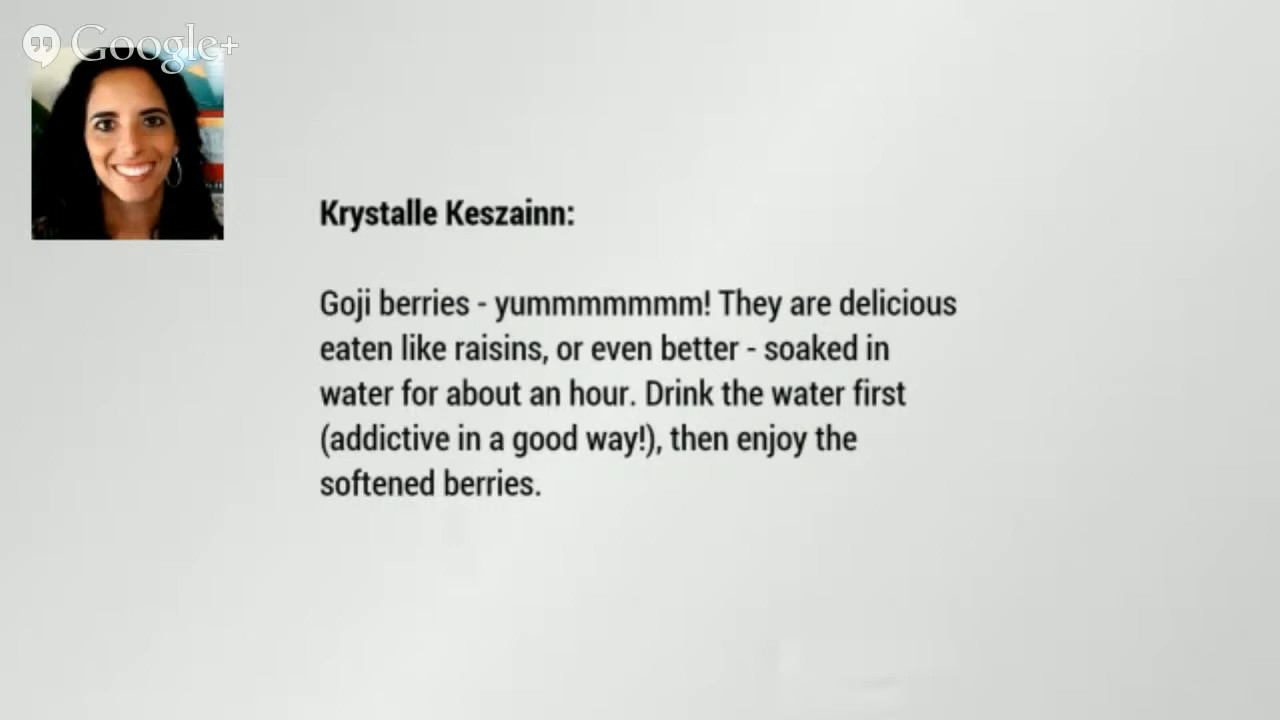 Google+
Krystalle Keszainn:
Goji berries - yummmmmmm! They are delicious
eaten like raisins, or even better - soaked in
water for about an hour. Drink the water first
(addictive in a good way!), then enjoy the
softened berries.